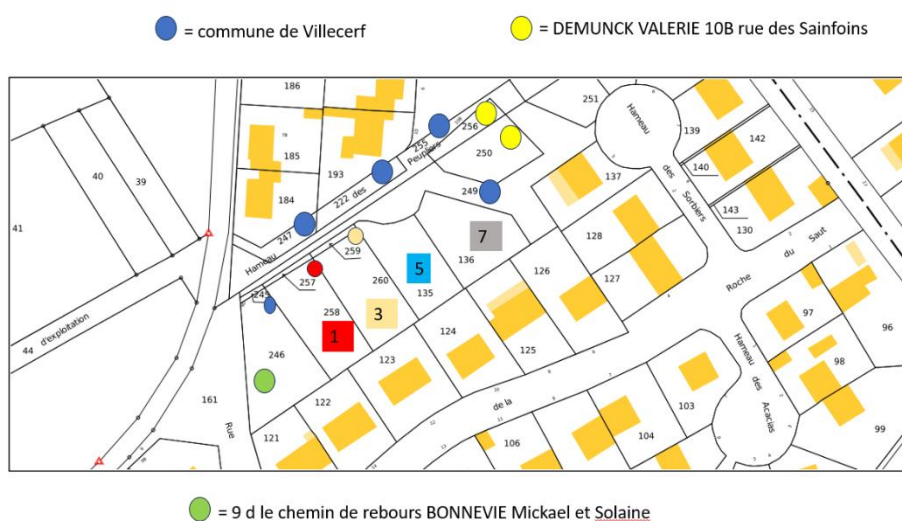 = commune de Villecerf
= DEMUNCK VALERIE 10B rue des Sainfoins
186
185
184
193
40
39
41
44
d'exploitation
161
Rue
Hameau
247
222 des
255
Peupliers
256
250
249
251
Hameau
des
Sorbiers
139
142
140
143
130
137
136
7
128
127
126
125
124
123
122
121
245
246
257
258
1
259
260
3
5
135
Roche
du
Saut
de la
106
104
103
Hameau
des
Acacias
97
98
96
99
= 9 d le chemin de rebours BONNEVIE Mickael et Solaine